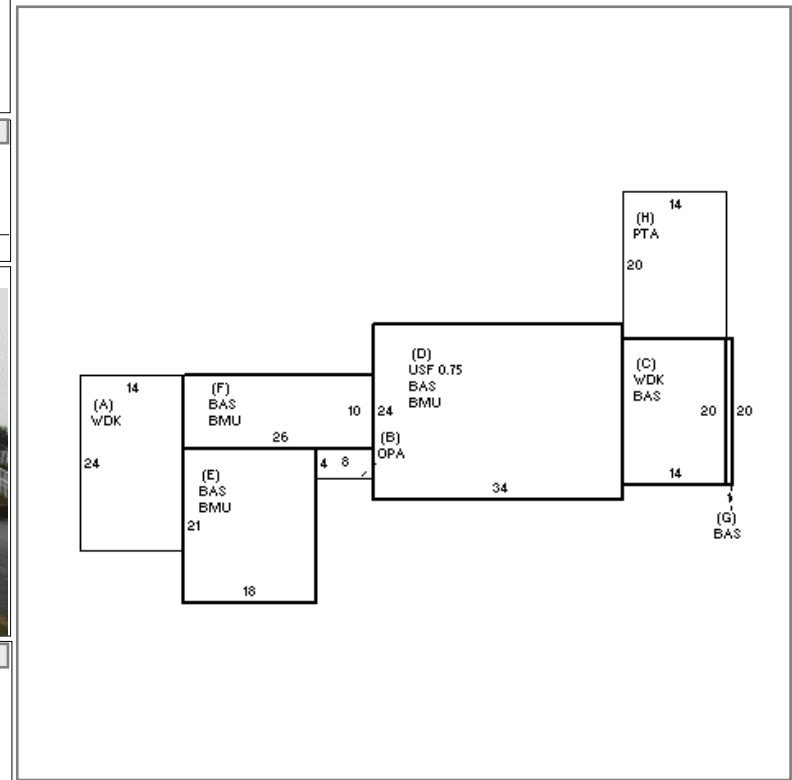 14
(H)
PTA
20
(D)
USF 0.75
BAS
BMU
24
34
(C)
WDK
BAS
20
20
14
14
(A)
WDK
24
(F)
BAS
BMU
10
26
(B)
OPA
4 8
(E)
BAS
BMU
21
18
(G)
BAS